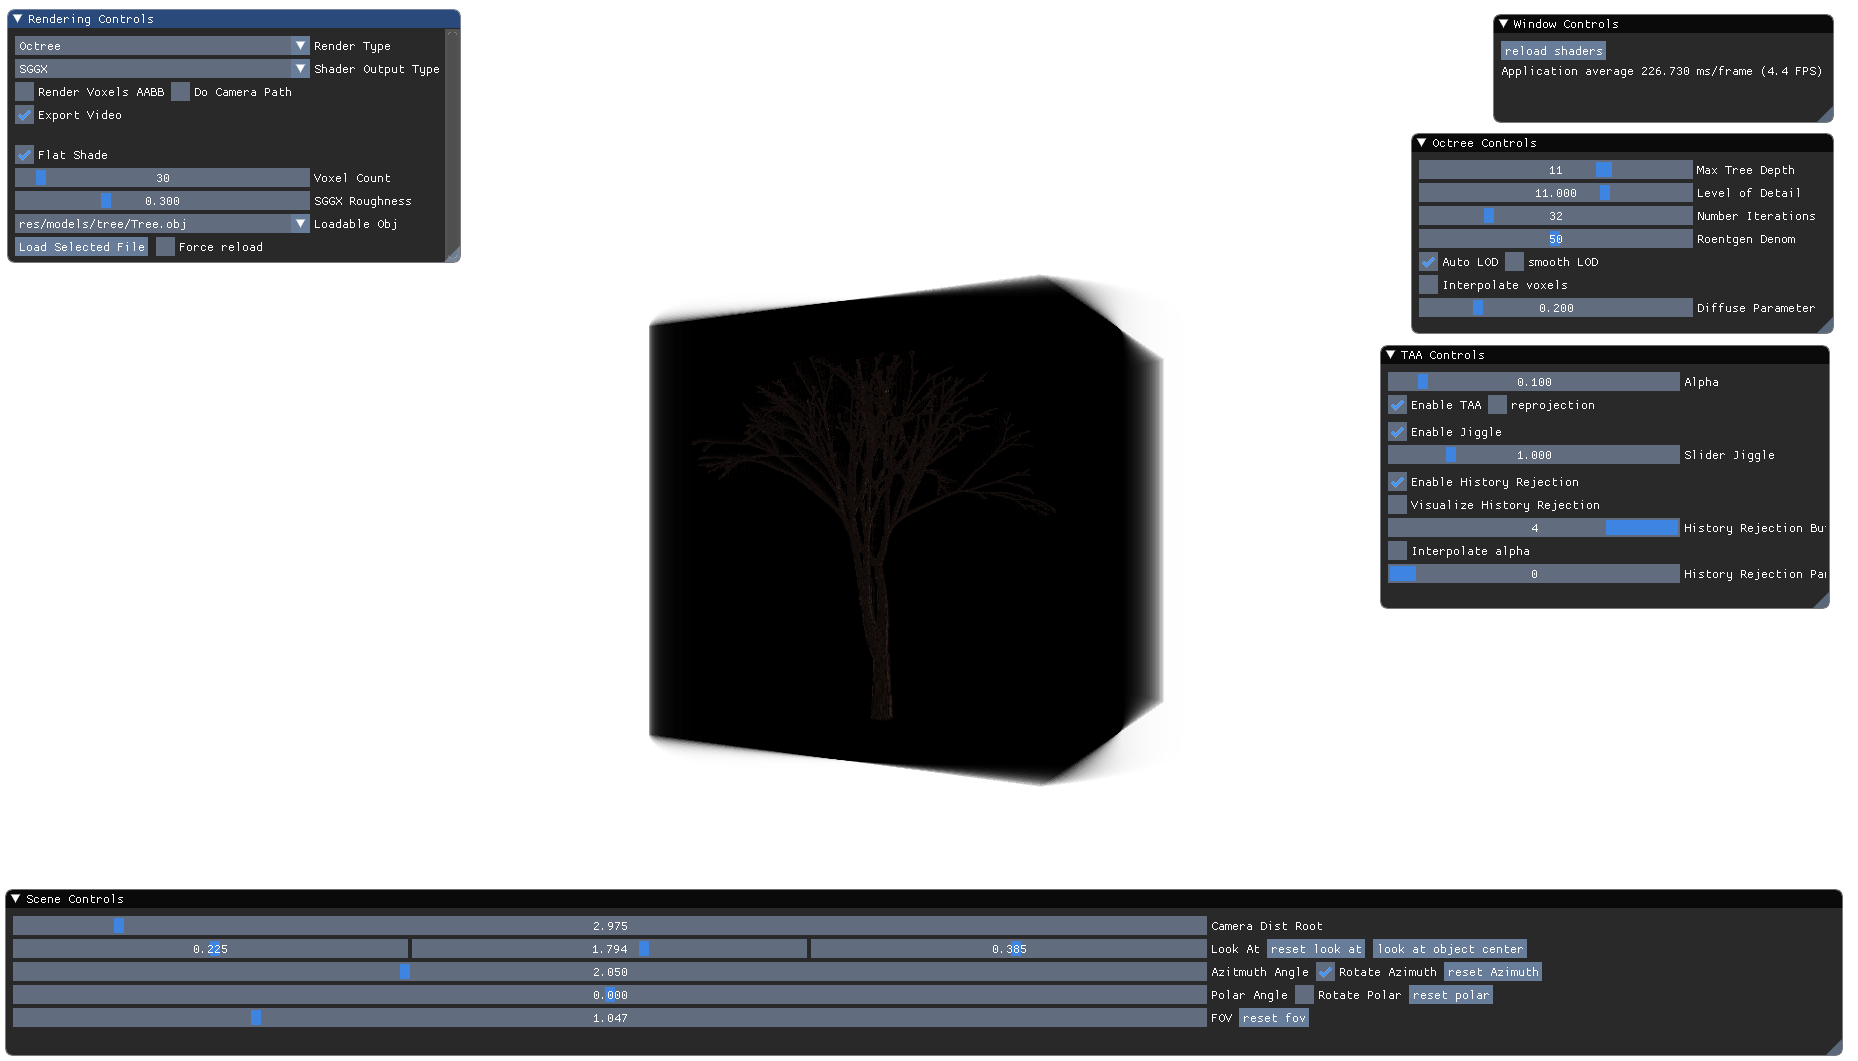 Rendering Controls
Octree Render Type
SGGX Shader Output Type
Render Voxels AABB Do Camera Path
Export Video
Flat Shade
30 Voxel Count
0.300 SGGX Roughness
res/models/tree/Tree.obj Loadable Obj
Load Selected File Force reload
Window Controls
reload shaders
Application average 226.730 ms/frame (4.4 FPS)
Octree Controls
11 Max Tree Depth
11.000 Level of Detail
32 Number Iterations
50 Roentgen Denom
Auto LOD smooth LOD
Interpolate voxels
0.200 Diffuse Parameter
TAA Controls
0.100 Alpha
Enable TAA reprojection
Enable Jiggle
1.000 Slider Jiggle
Enable History Rejection
Visualize History Rejection
4 History Rejection Bu
Interpolate alpha
0 History Rejection Pa
Scene Controls
2.975 Camera Dist Root
0.225 1.794 0.385 Look At reset look at look at object center
2.050 Azitmuth Angle Rotate Azimuth reset Azimuth
0.000 Polar Angle Rotate Polar reset polar
1.047 FOV reset fov